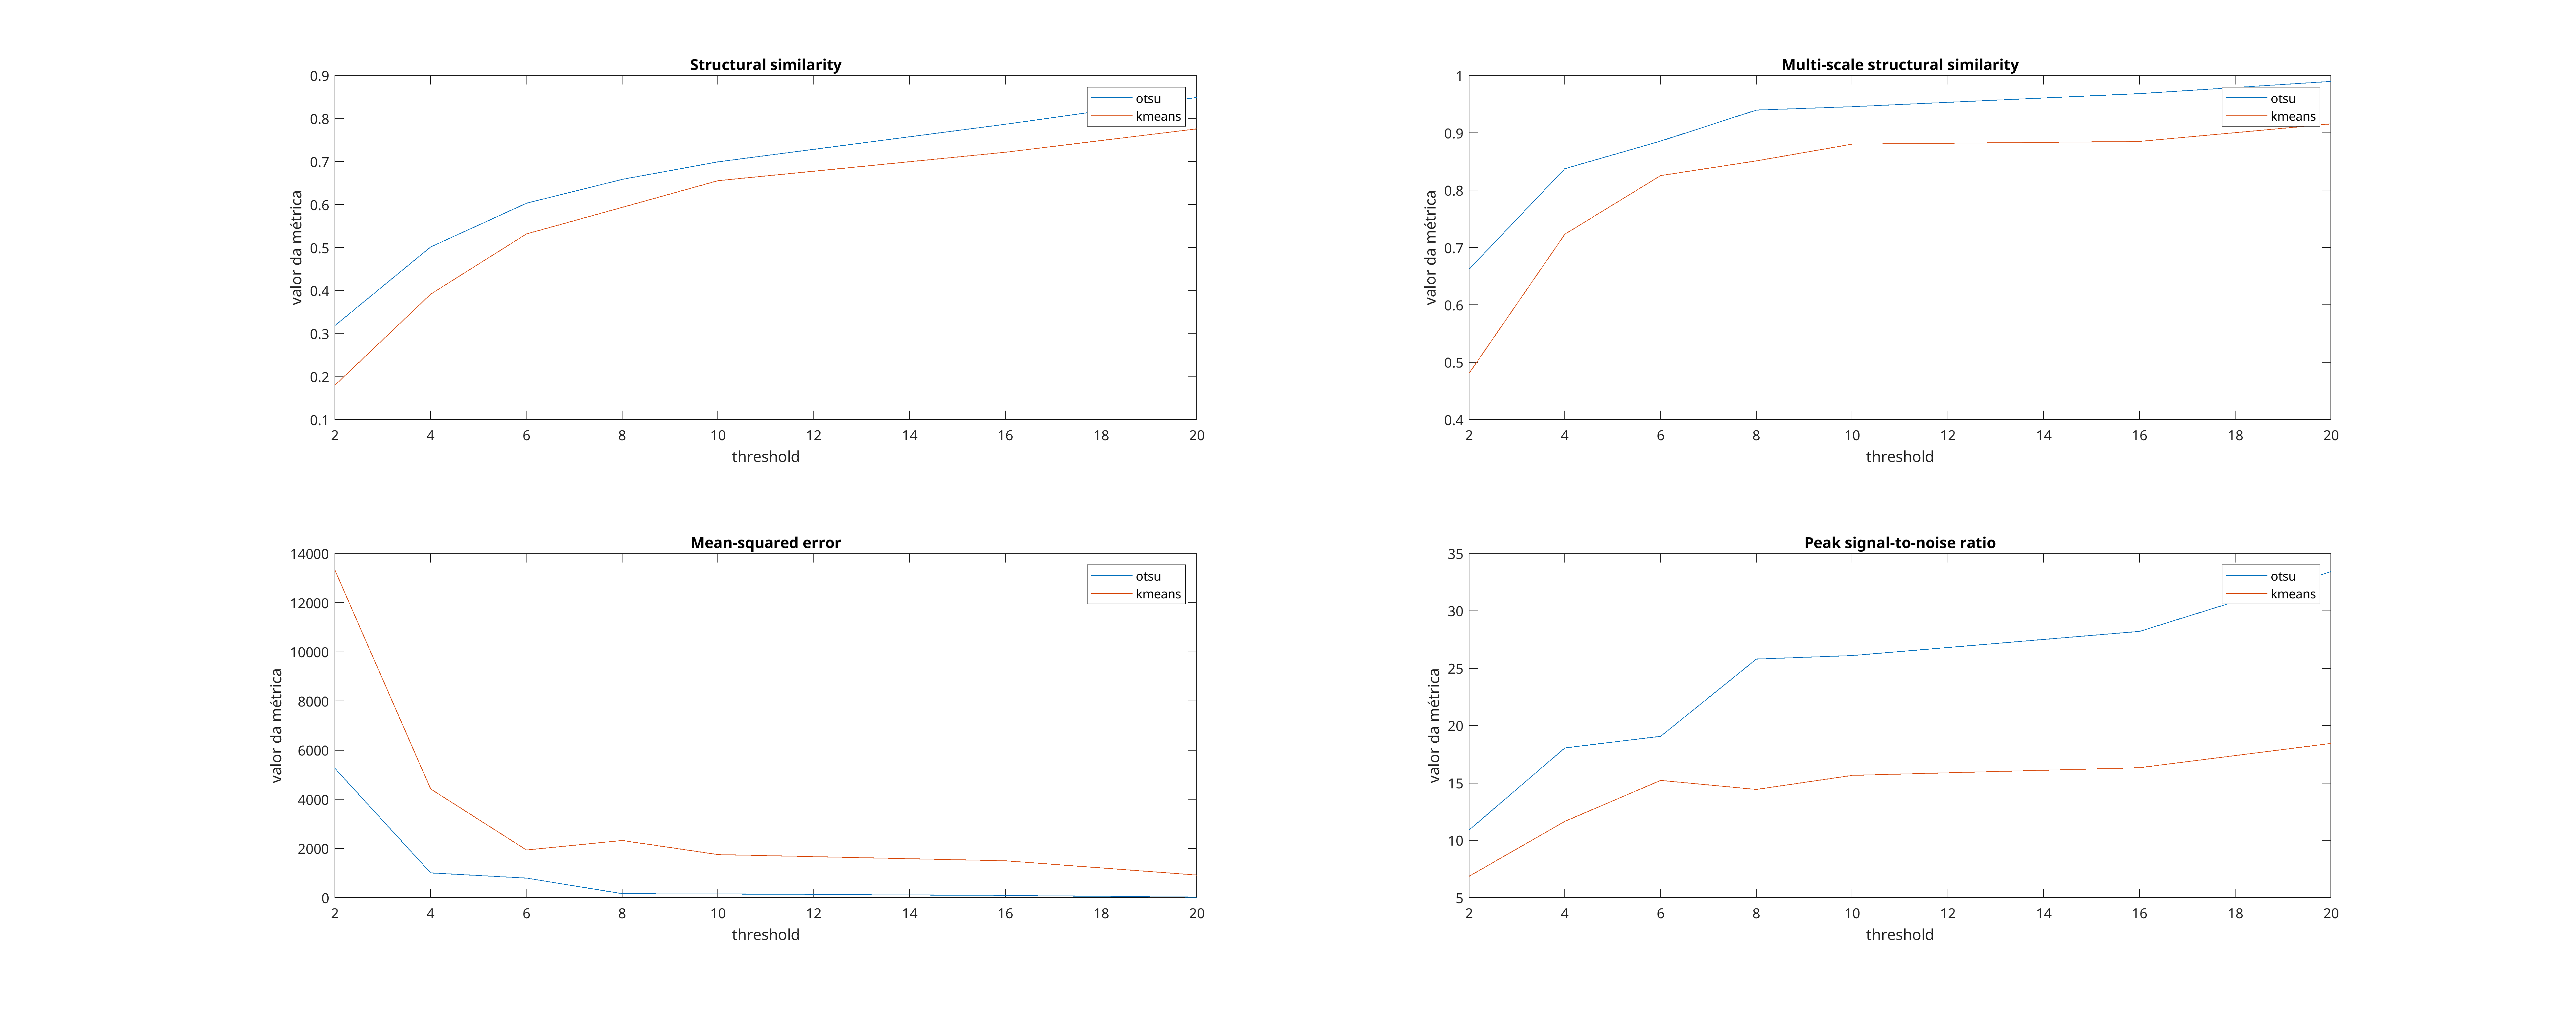 Structural similarity
0.9
0.8
0.7
0.6
0.5
0.4
0.3
0.2
0.1
valor da métrica
otsu
kmeans
2 4 6 8 10 12 14 16 18 20
threshold
Multi-scale structural similarity
1
0.9
0.8
0.7
0.6
0.5
0.4
valor da métrica
otsu
kmeans
2 4 6 8 10 12 14 16 18 20
threshold
Mean-squared error
14000
12000
10000
8000
6000
4000
2000
0
valor da métrica
otsu
kmeans
2 4 6 8 10 12 14 16 18 20
threshold
Peak signal-to-noise ratio
35
30
25
20
15
10
5
valor da métrica
otsu
kmeans
2 4 6 8 10 12 14 16 18 20
threshold